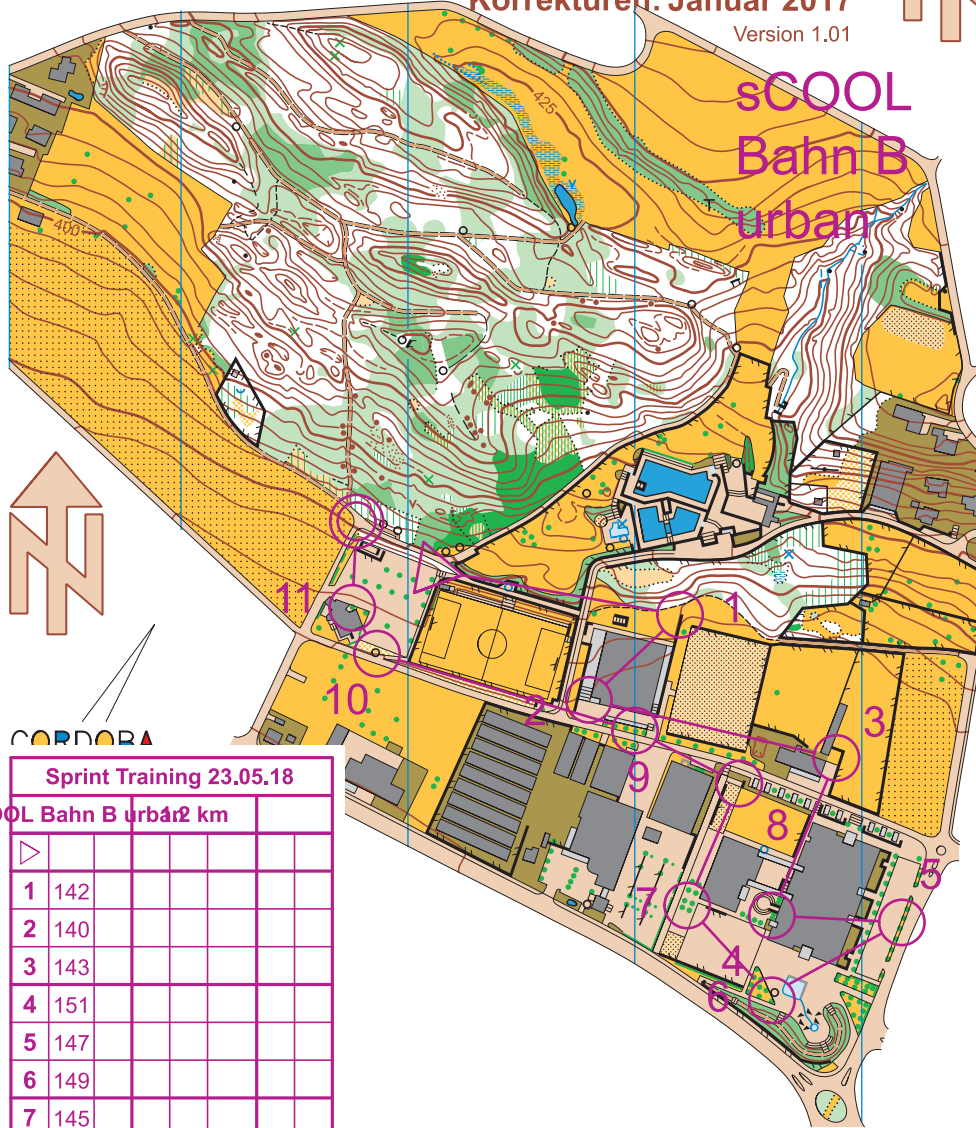 Korrekturen: Januar 2017
Version 1.01
sCOOL
Bahn B
urban
425
400
1
2
3
4
5
6
7
8
9
10
11
CORDOBA
Sprint Training 23.05.18
OOL Bahn B urban 1.2 km
1 142
2 140
3 143
4 151
5 147
6 149
7 145